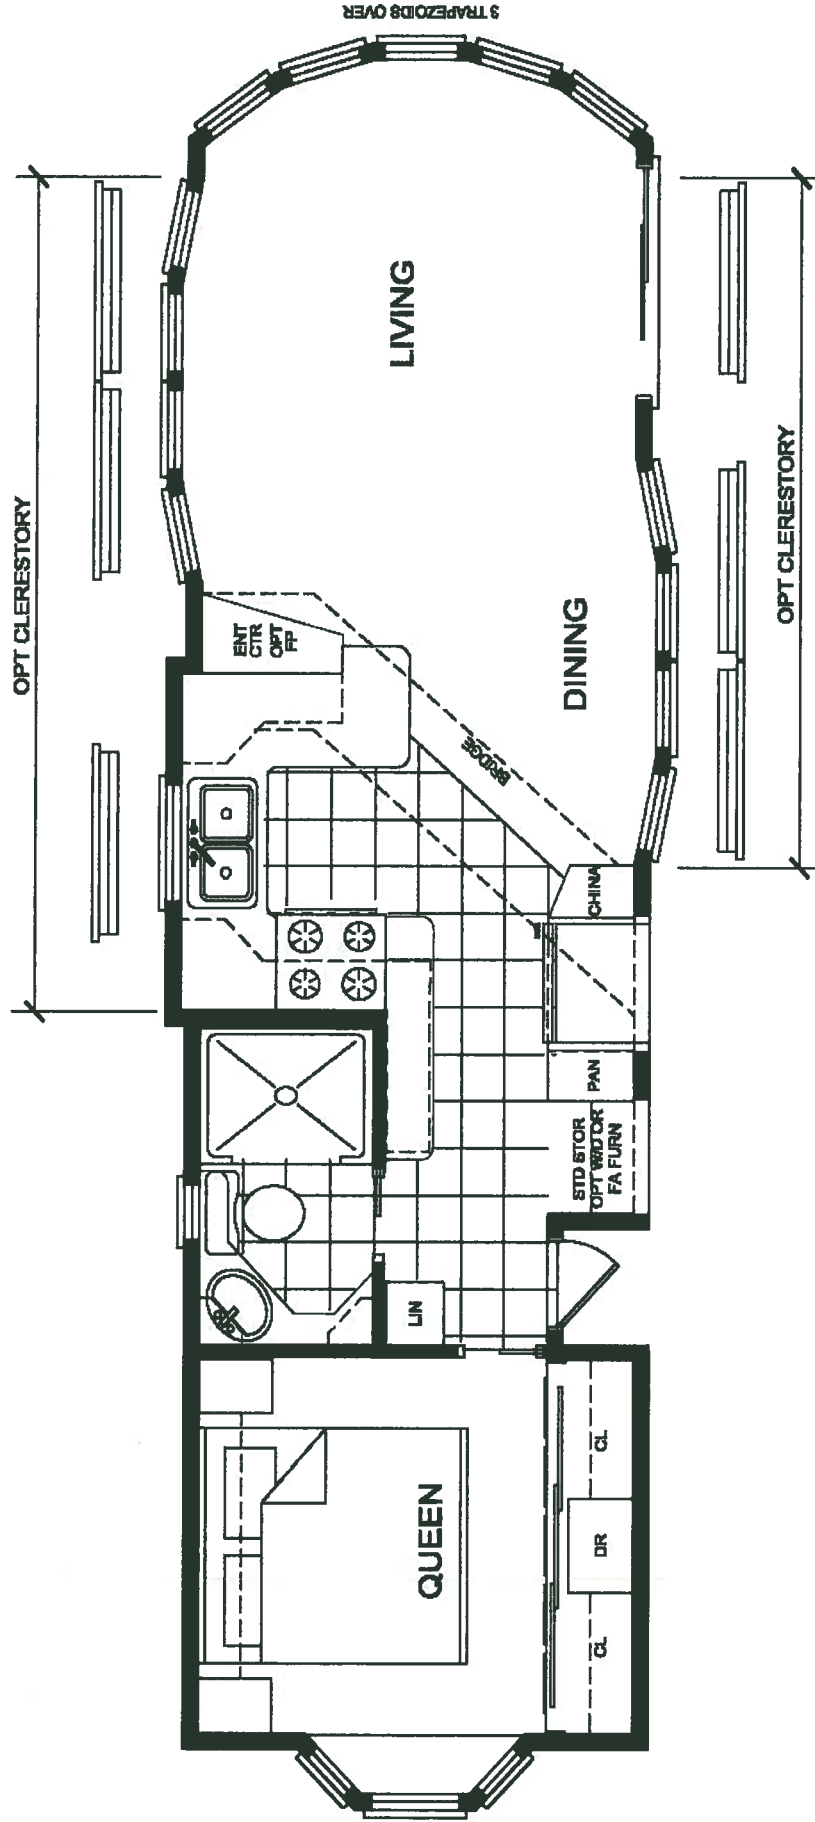 3 TRAPEZOIDS OVER
OPT CLERESTORY
LIVING
OPT CLERESTORY
ENT
CTR
OPT
FP
DINING
BRIDGE
CHINA
PAN
STD STOR
OPT W/D OR
FA FURN
LIN
QUEEN
CL
DR
CL